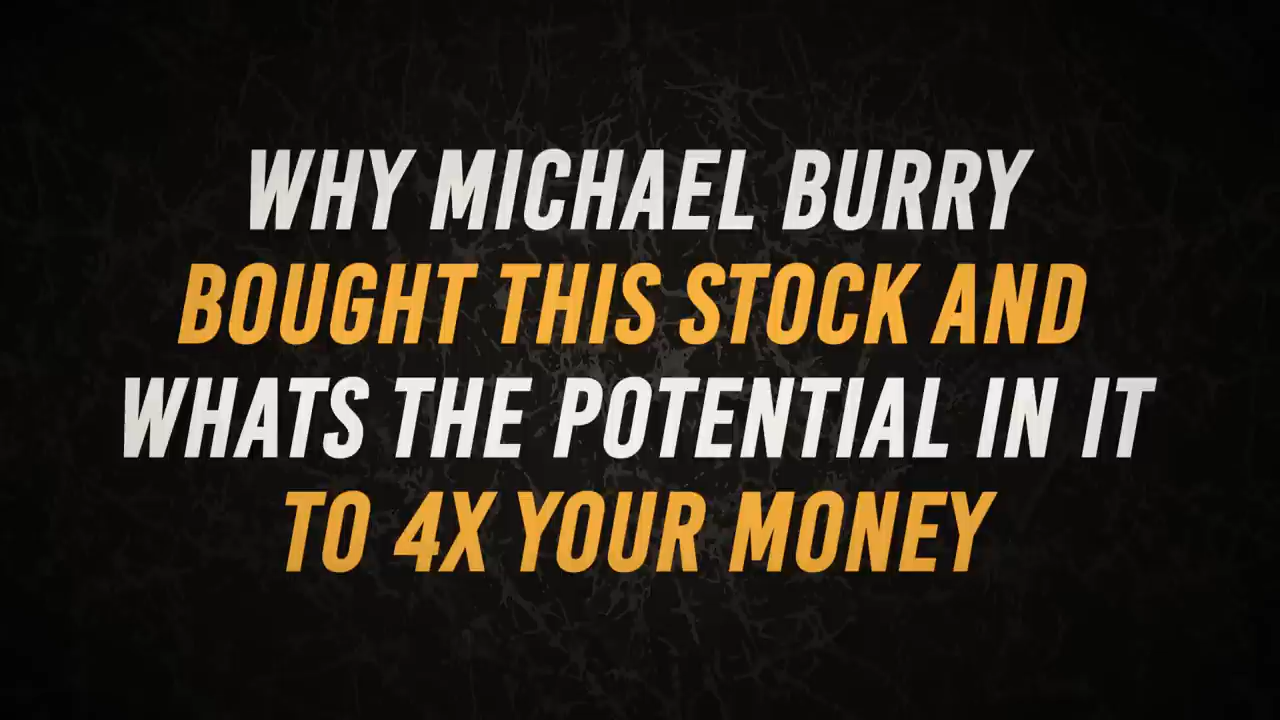 WHY MICHAEL BURRY
BOUGHT THIS STOCK AND
WHATS THE POTENTIAL IN IT
TO 4X YOUR MONEY